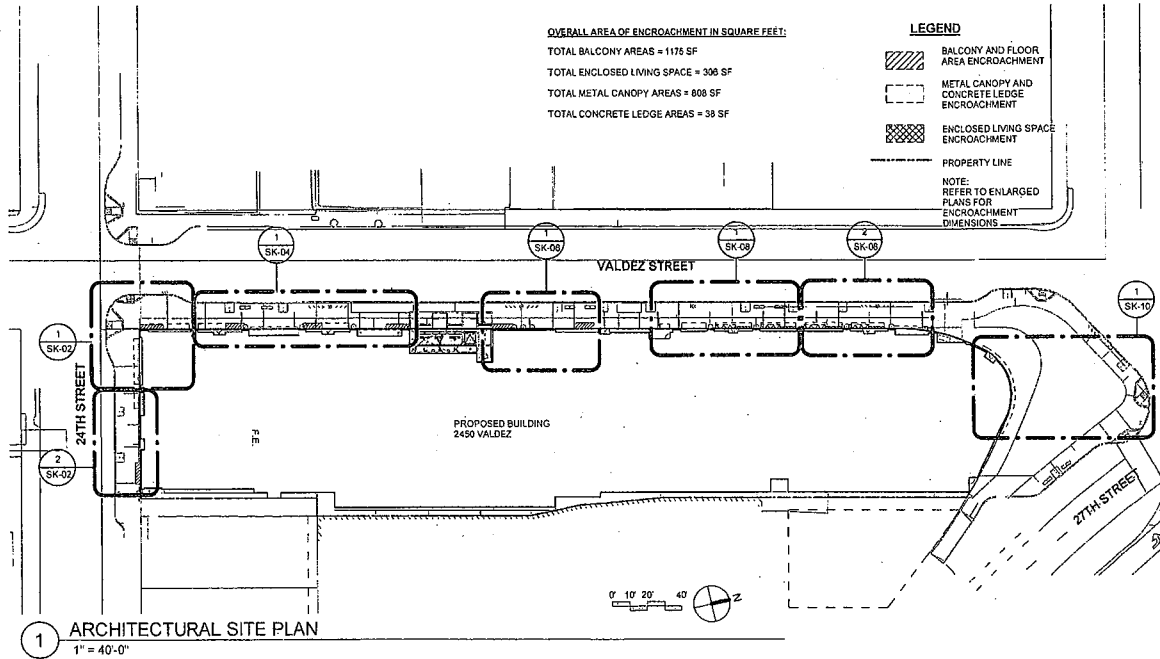 OVERALL AREA OF ENCROACHMENT IN SQUARE FEET:
TOTAL BALCONY AREAS = 1175 SF
TOTAL ENCLOSED LIVING SPACE = 306 SF
TOTAL METAL CANOPY AREAS = 808 SF
TOTAL CONCRETE LEDGE AREAS = 38 SF
LEGEND
BALCONY AND FLOOR
AREA ENCROACHMENT
METAL CANOPY AND
CONCRETE LEDGE
ENCROACHMENT
ENCLOSED LIVING SPACE
ENCROACHMENT
PROPERTY LINE
NOTE:
REFER TO ENLARGED
PLANS FOR
ENCROACHMENT
DIMENSIONS
1
SK-04
1
SK-06
1
SK-08
2
SK-08
VALDEZ STREET
1
SK-10
1
SK-02
24TH STREET
2
SK-02
F.E.
PROPOSED BUILDING
2450 VALDEZ
27TH STREET
0' 10' 20' 40'
N
1
ARCHITECTURAL SITE PLAN
1" = 40'-0"